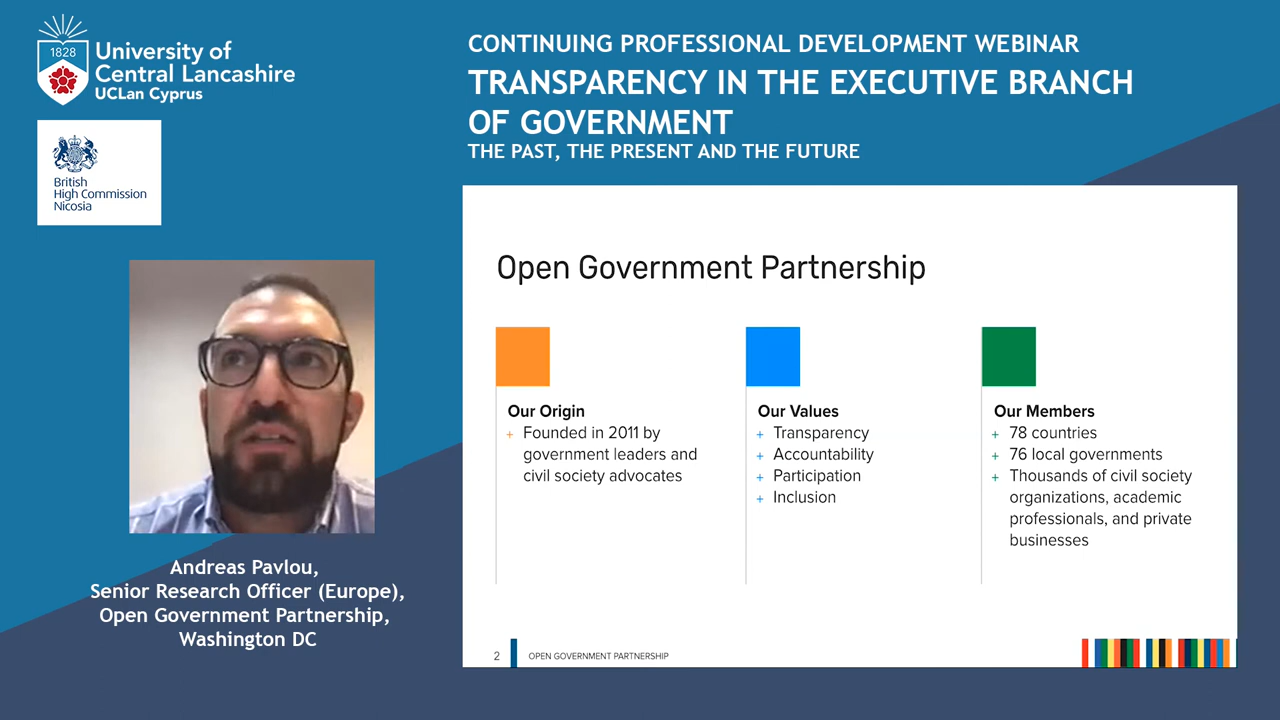 1828
University of
Central Lancashire
UCLan Cyprus
British
High Commission
Nicosia
CONTINUING PROFESSIONAL DEVELOPMENT WEBINAR
TRANSPARENCY IN THE EXECUTIVE BRANCH
OF GOVERNMENT
THE PAST, THE PRESENT AND THE FUTURE
Andreas Pavlou,
Senior Research Officer (Europe),
Open Government Partnership,
Washington DC
Open Government Partnership
Our Origin
+ Founded in 2011 by
government leaders and
civil society advocates
Our Values
+ Transparency
+ Accountability
+ Participation
+ Inclusion
Our Members
+ 78 countries
+ 76 local governments
+ Thousands of civil society
organizations, academic
professionals, and private
businesses
2 OPEN GOVERNMENT PARTNERSHIP